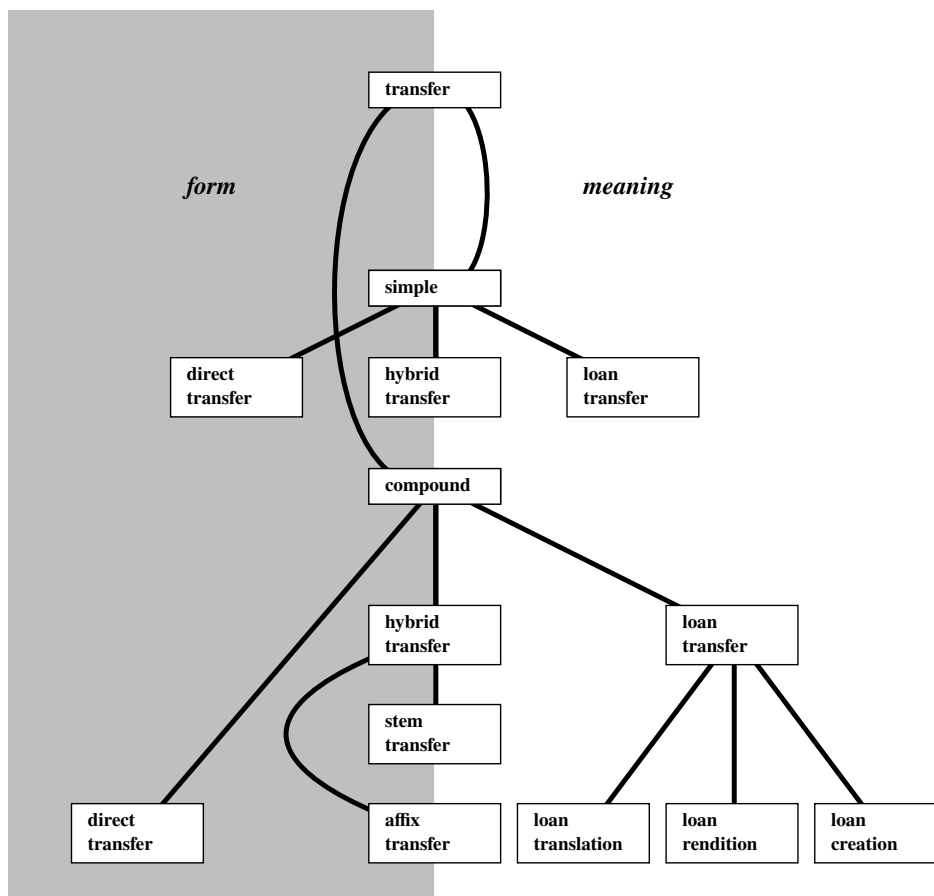 transfer
form
meaning
simple
direct
transfer
hybrid
transfer
loan
transfer
compound
hybrid
transfer
loan
transfer
stem
transfer
direct
transfer
affix
transfer
loan
translation
loan
rendition
loan
creation